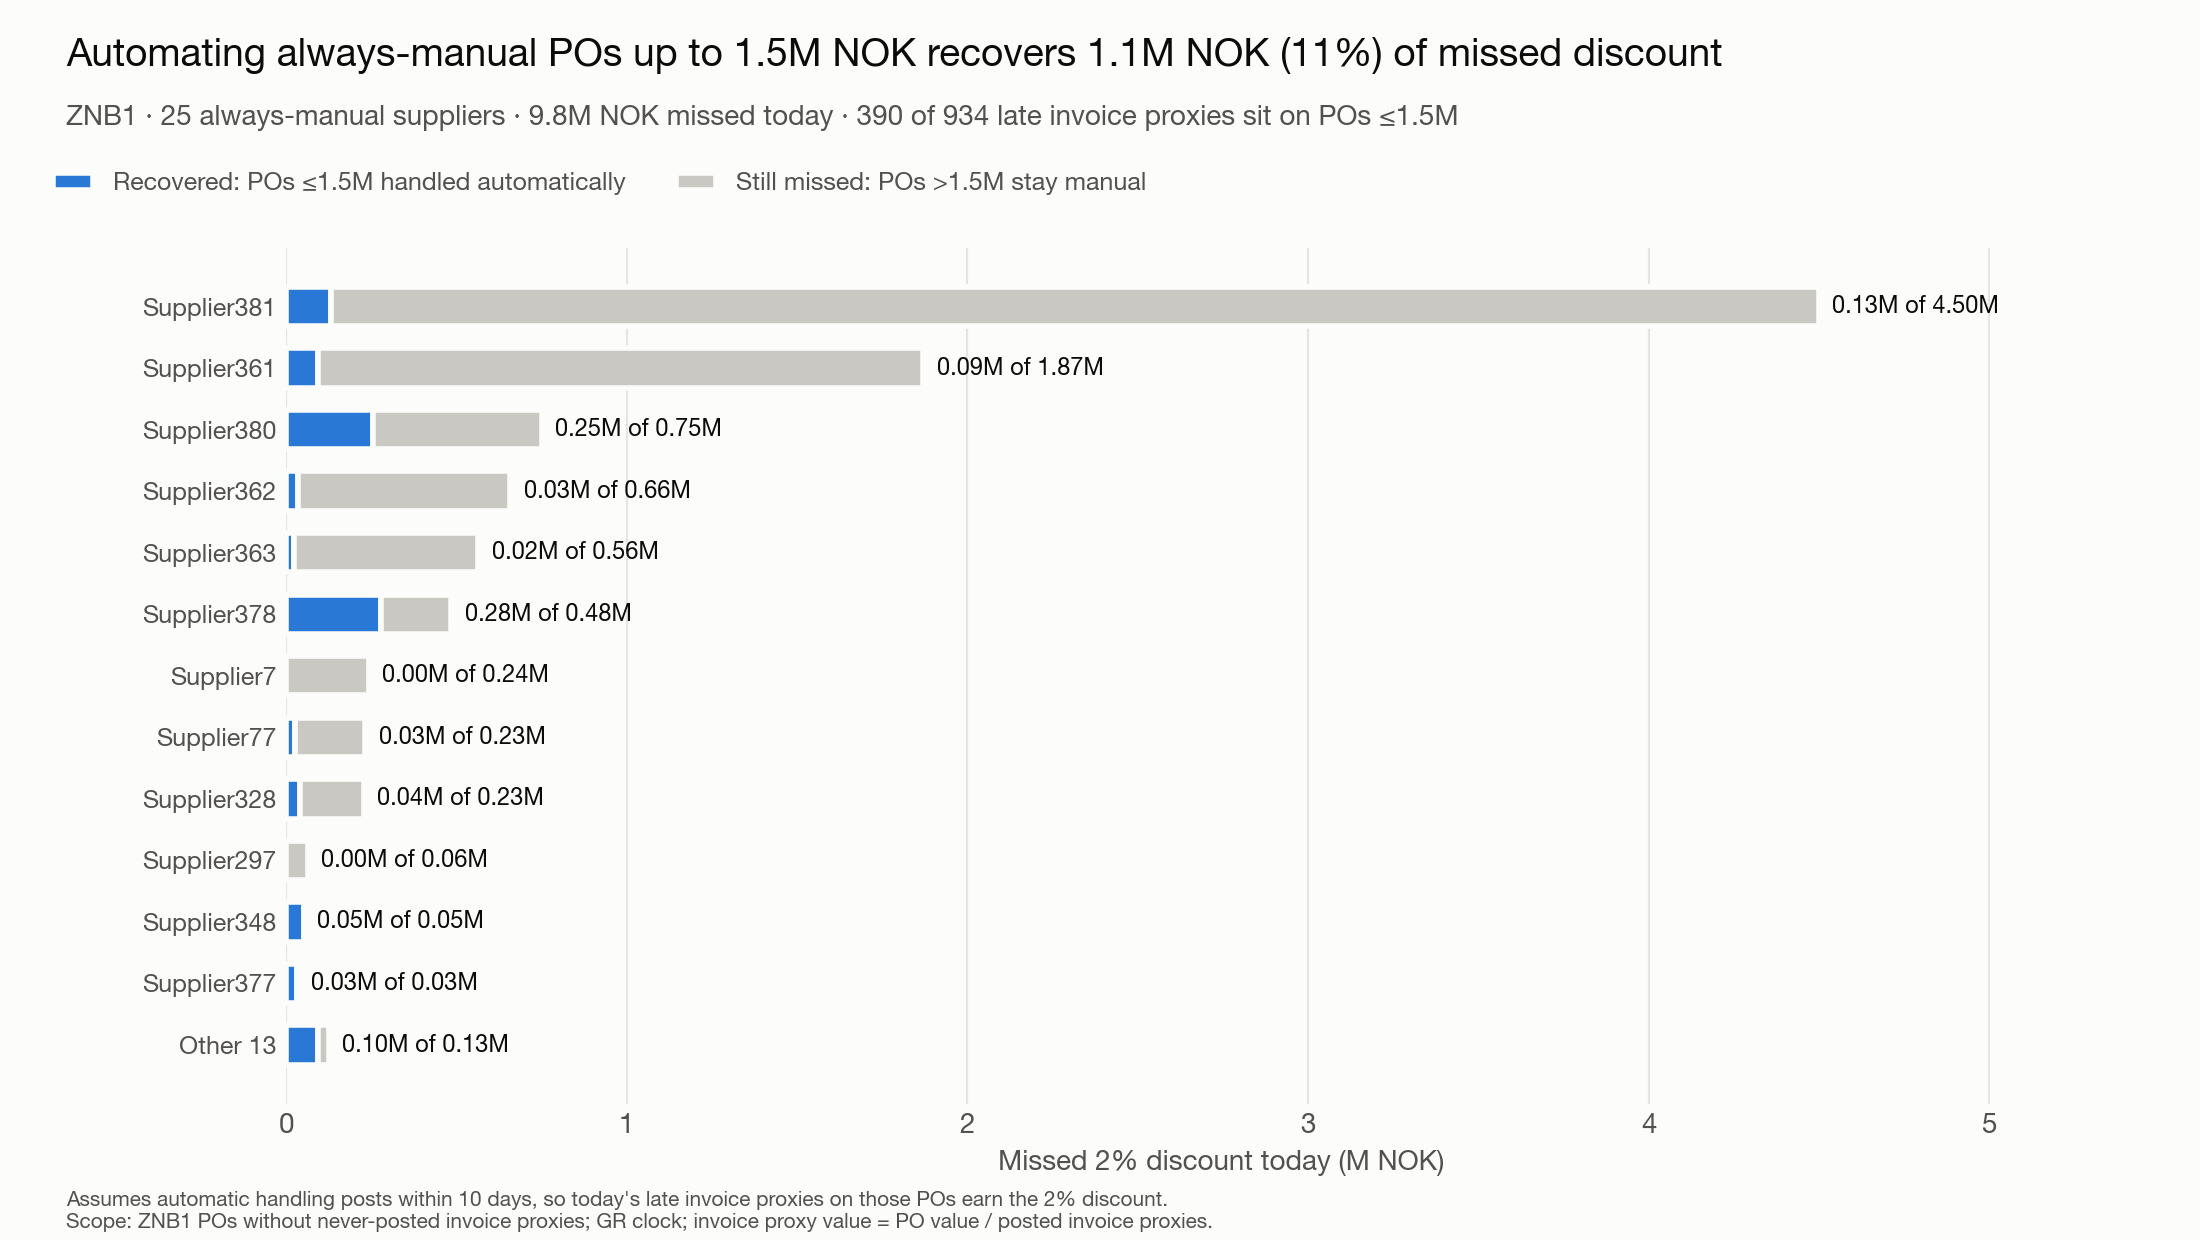 Automating always-manual POs up to 1.5M NOK recovers 1.1M NOK (11%) of missed discount
ZNB1 · 25 always-manual suppliers · 9.8M NOK missed today · 390 of 934 late invoice proxies sit on POs ≤1.5M
Recovered: POs ≤1.5M handled automatically
Still missed: POs >1.5M stay manual
Supplier381 0.13M of 4.50M
Supplier361 0.09M of 1.87M
Supplier380 0.25M of 0.75M
Supplier362 0.03M of 0.66M
Supplier363 0.02M of 0.56M
Supplier378 0.28M of 0.48M
Supplier7 0.00M of 0.24M
Supplier77 0.03M of 0.23M
Supplier328 0.04M of 0.23M
Supplier297 0.00M of 0.06M
Supplier348 0.05M of 0.05M
Supplier377 0.03M of 0.03M
Other 13 0.10M of 0.13M
0 1 2 3 4 5
Missed 2% discount today (M NOK)
Assumes automatic handling posts within 10 days, so today's late invoice proxies on those POs earn the 2% discount.
Scope: ZNB1 POs without never-posted invoice proxies; GR clock; invoice proxy value = PO value / posted invoice proxies.